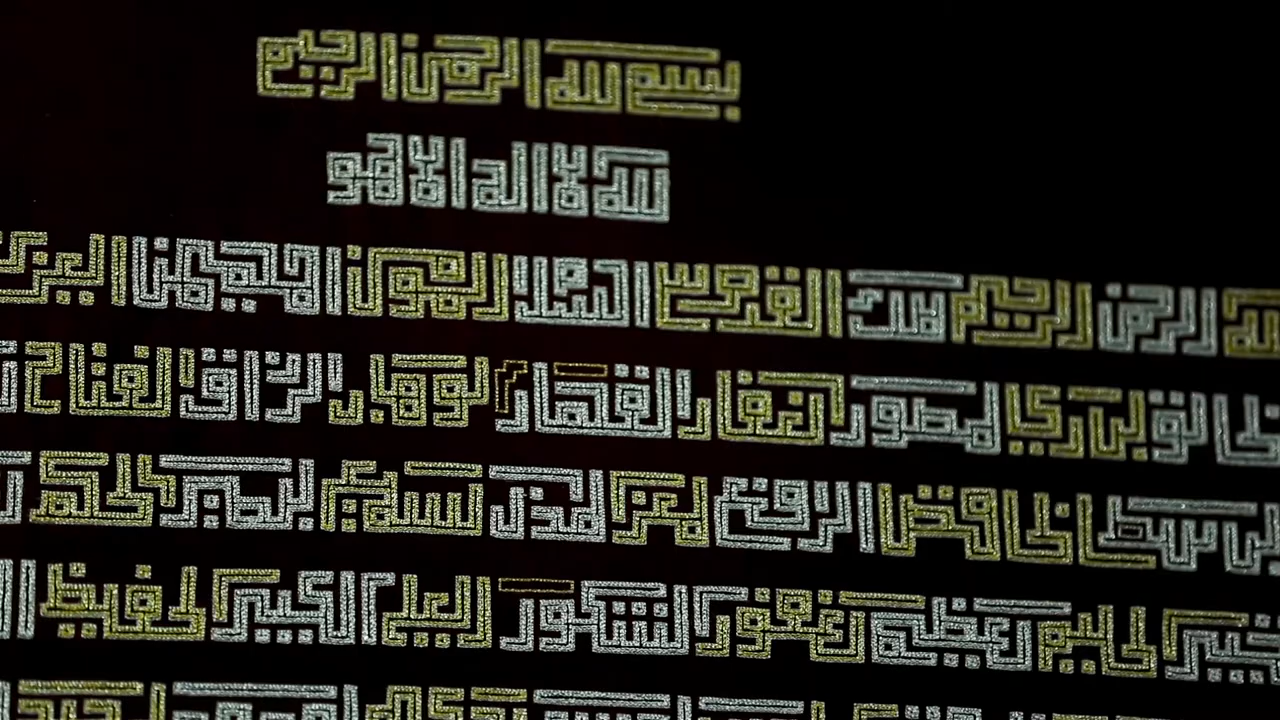 بسم الله الرحمن الرحيم
الله لا اله الا هو
الرحمن الرحيم الملك القدوس السلام المؤمن المهيمن العزيز
الخالق البارئ المصور الغفار القهار الوهاب الرزاق الفتاح
الباسط الخافض الرافع المعز المذل السميع البصير الحكم
الخبير الحليم العظيم الغفور الشكور العلي الكبير الحفيظ